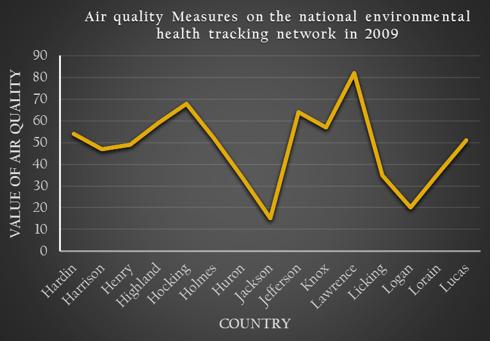 Air quality Measures on the national environmental
health tracking network in 2009
VALUE OF AIR QUALITY
90
80
70
60
50
40
30
20
10
0
Hardin
Harrison
Henry
Highland
Hocking
Holmes
Huron
Jackson
Jefferson
Knox
Lawrence
Licking
Logan
Lorain
Lucas
COUNTRY